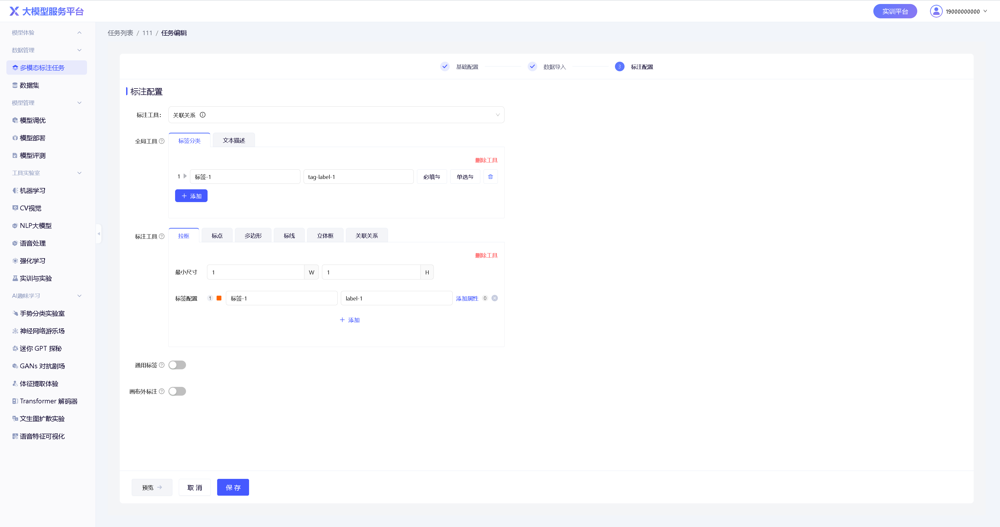 大模型服务平台
实训平台
19000000000
模型体验
数据管理
多模态标注任务
数据集
模型管理
模型调优
模型部署
模型评测
工具实验室
机器学习
CV视觉
NLP大模型
语音处理
强化学习
实训与实验
AI趣味学习
手势分类实验室
神经网络游乐场
迷你 GPT 探秘
GANs 对抗剧场
体征提取体验
Transformer 解码器
文生图扩散实验
语音特征可视化
任务列表 / 111 / 任务编辑
基础配置
数据导入
3 标注配置
标注配置
标注工具: 关联关系
全局工具 标签分类 文本描述
删除工具
1 标签-1 tag-label-1 必填 单选
添加
标注工具 拉框 标点 多边形 标线 立体框 关联关系
删除工具
最小尺寸 1 W 1 H
标签配置 1 标签-1 label-1 添加属性 0
添加
通用标签
画布外标注
预览 取 消 保 存